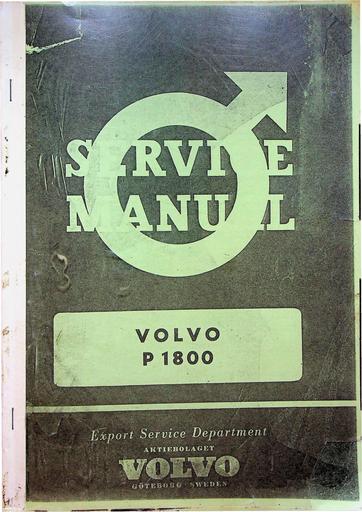 SERVICE
MANUAL
VOLVO
P 1800
Export Service Department
AKTIEBOLAGET
VOLVO
GÖTEBORG SWEDEN